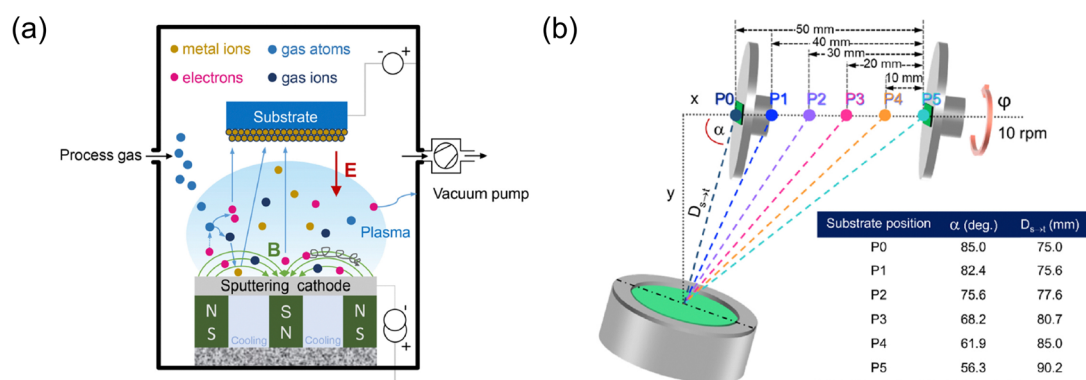 (a)
metal ions
gas atoms
electrons
gas ions
- +
Substrate
Process gas
E
Vacuum pump
Plasma
B
Sputtering cathode
N S N
S N S
Cooling Cooling
-
+
(b)
50 mm
40 mm
30 mm
20 mm
10 mm
x P0 P1 P2 P3 P4 P5 φ
α
10 rpm
y
Ds→t
Substrate position α (deg.) Ds→t (mm)
P0 85.0 75.0
P1 82.4 75.6
P2 75.6 77.6
P3 68.2 80.7
P4 61.9 85.0
P5 56.3 90.2